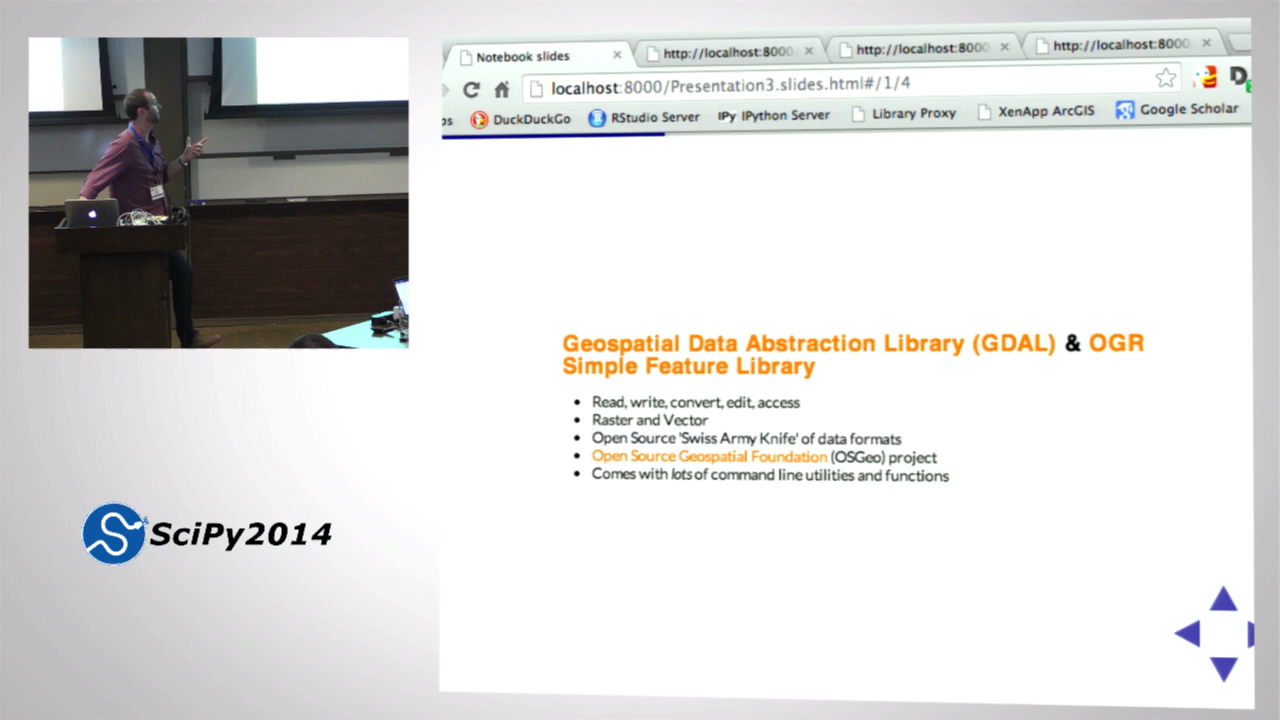 Notebook slides
http://localhost:8000
http://localhost:8000
http://localhost:8000
localhost:8000/Presentation3.slides.html#/1/4
os
DuckDuckGo
RStudio Server
IPy IPython Server
Library Proxy
XenApp ArcGIS
Google Scholar
Geospatial Data Abstraction Library (GDAL) & OGR
Simple Feature Library
• Read, write, convert, edit, access
• Raster and Vector
• Open Source 'Swiss Army Knife' of data formats
• Open Source Geospatial Foundation (OSGeo) project
• Comes with lots of command line utilities and functions
SciPy2014